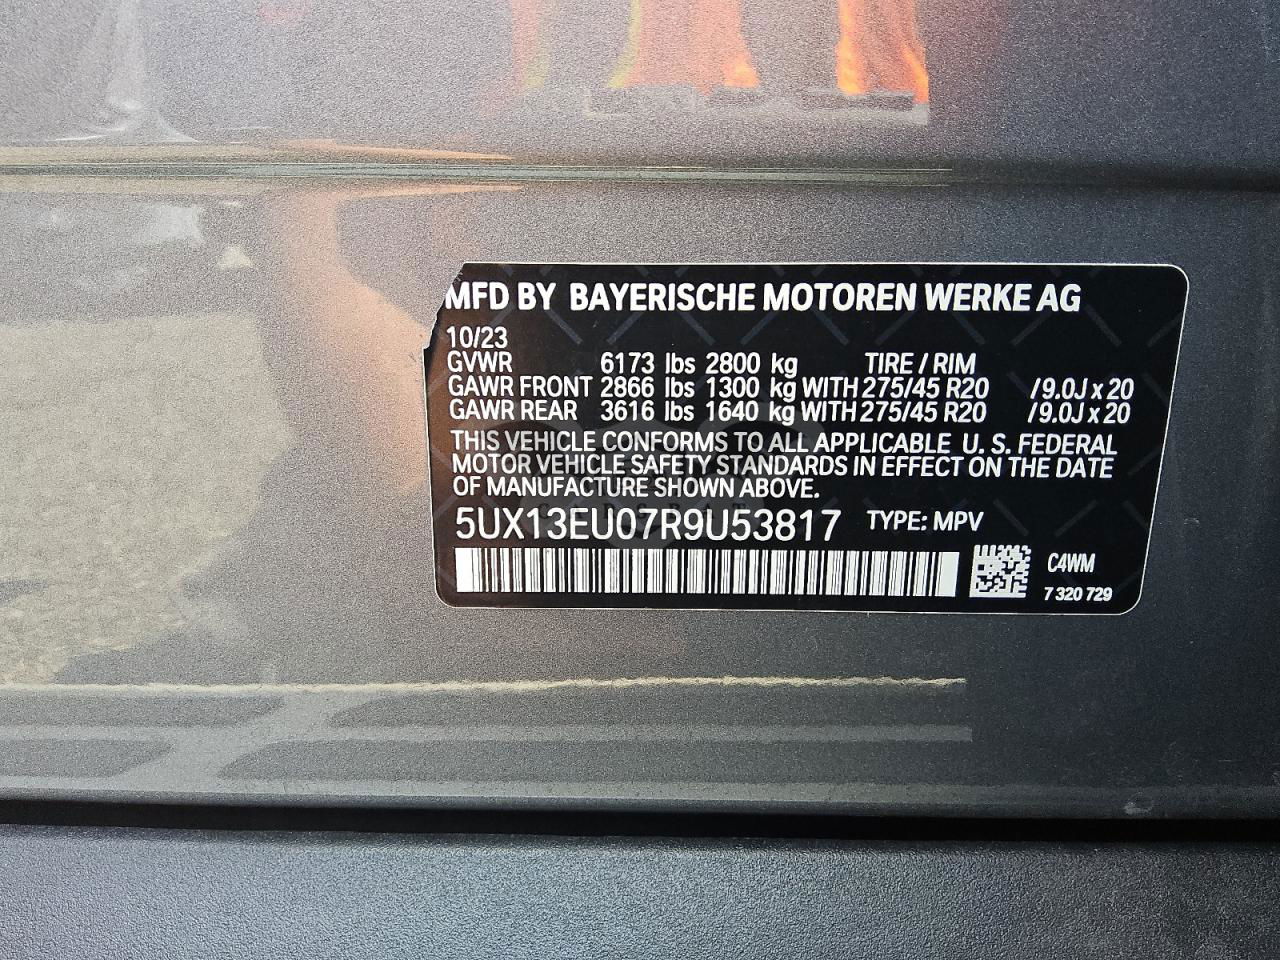 MFD BY BAYERISCHE MOTOREN WERKE AG
10/23
GVWR 6173 lbs 2800 kg TIRE / RIM
GAWR FRONT 2866 lbs 1300 kg WITH 275/45 R20 /9.0J x 20
GAWR REAR 3616 lbs 1640 kg WITH 275/45 R20 /9.0J x 20
THIS VEHICLE CONFORMS TO ALL APPLICABLE U. S. FEDERAL
MOTOR VEHICLE SAFETY STANDARDS IN EFFECT ON THE DATE
OF MANUFACTURE SHOWN ABOVE.
5UX13EU07R9U53817 TYPE: MPV
C4WM
7 320 729